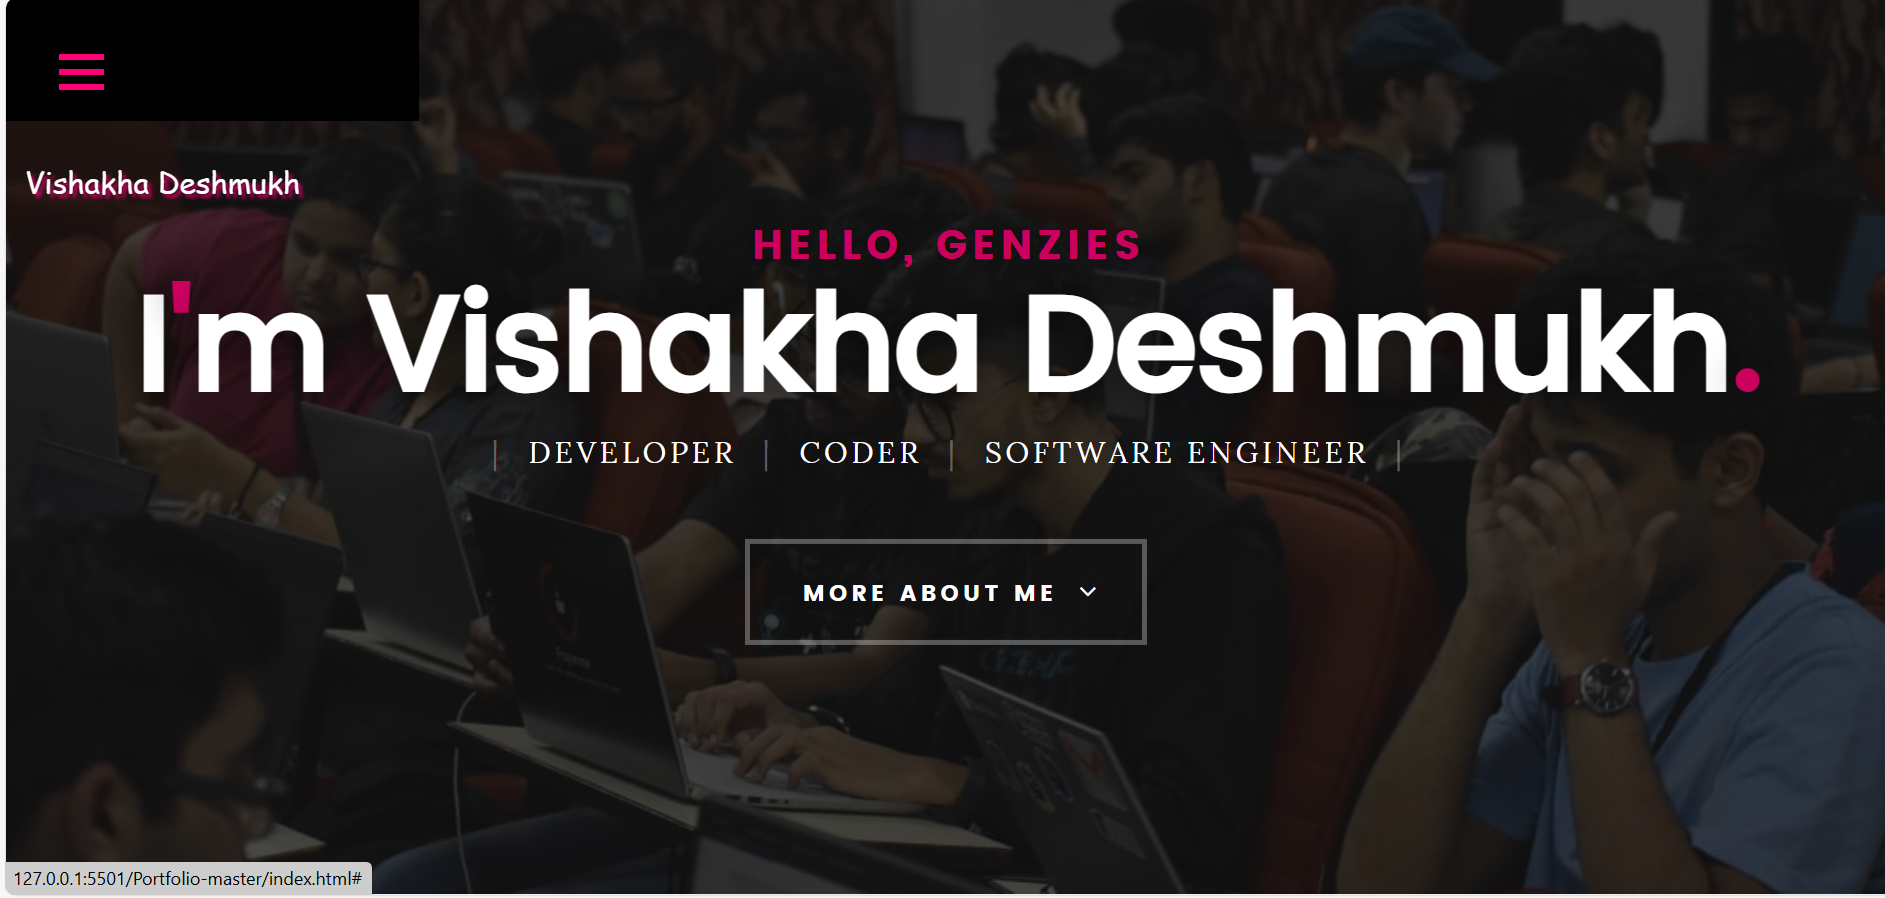 Vishakha Deshmukh
HELLO, GENZIES
I'm Vishakha Deshmukh.
| DEVELOPER | CODER | SOFTWARE ENGINEER |
MORE ABOUT ME
127.0.0.1:5501/Portfolio-master/index.html#